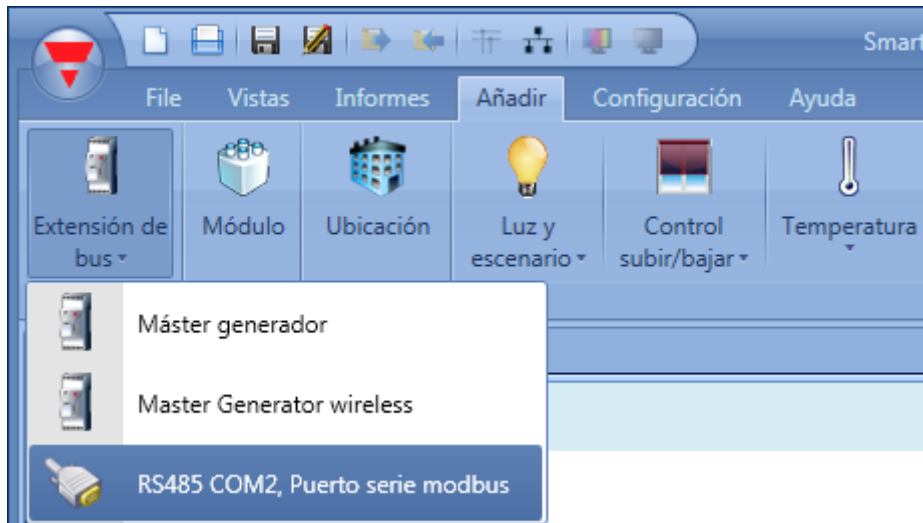 Smart
File Vistas Informes Añadir Configuración Ayuda
Extensión de bus
Módulo
Ubicación
Luz y escenario
Control subir/bajar
Temperatura
Máster generador
Master Generator wireless
RS485 COM2, Puerto serie modbus